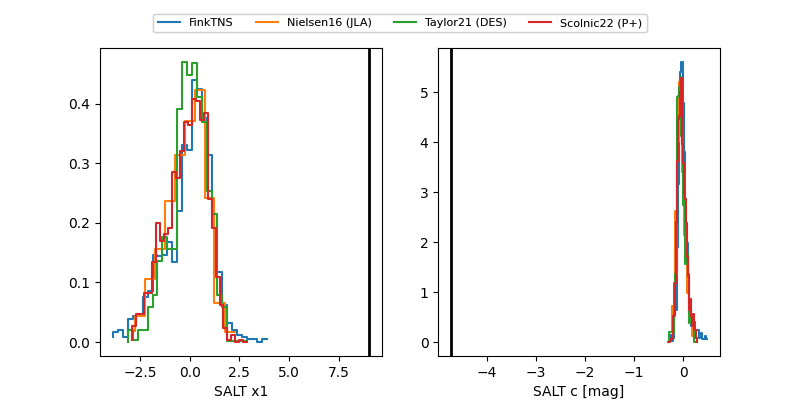 FinkTNS Nielsen16 (JLA) Taylor21 (DES) Scolnic22 (P+)
0.4
0.3
0.2
0.1
0.0
−2.5 0.0 2.5 5.0 7.5
SALT x1
5
4
3
2
1
0
−4 −3 −2 −1 0
SALT c [mag]